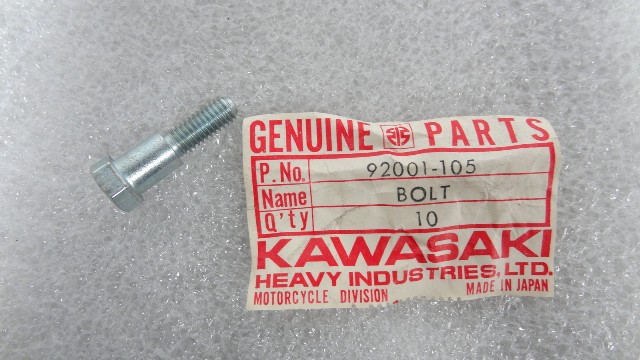 GENUINE PARTS
P.No. 92001-105
Name BOLT
Q'ty 10
KAWASAKI
HEAVY INDUSTRIES, LTD.
MOTORCYCLE DIVISION MADE IN JAPAN